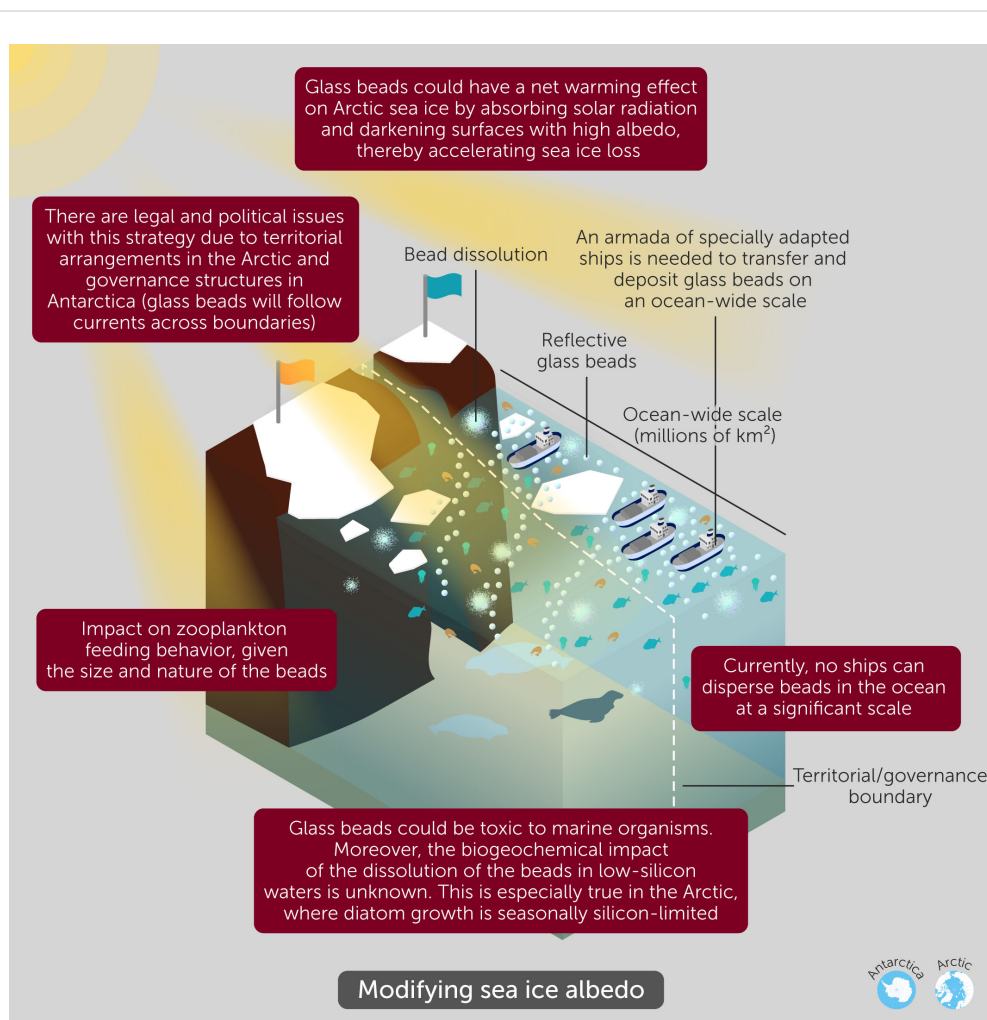 Glass beads could have a net warming effect
on Arctic sea ice by absorbing solar radiation
and darkening surfaces with high albedo,
thereby accelerating sea ice loss
There are legal and political issues
with this strategy due to territorial
arrangements in the Arctic and
governance structures in
Antarctica (glass beads will follow
currents across boundaries)
Bead dissolution
An armada of specially adapted
ships is needed to transfer and
deposit glass beads on
an ocean-wide scale
Reflective
glass beads
Ocean-wide scale
(millions of km²)
Impact on zooplankton
feeding behavior, given
the size and nature of the beads
Currently, no ships can
disperse beads in the ocean
at a significant scale
Territorial/governance
boundary
Glass beads could be toxic to marine organisms.
Moreover, the biogeochemical impact
of the dissolution of the beads in low-silicon
waters is unknown. This is especially true in the Arctic,
where diatom growth is seasonally silicon-limited
Modifying sea ice albedo
Antarctica
Arctic